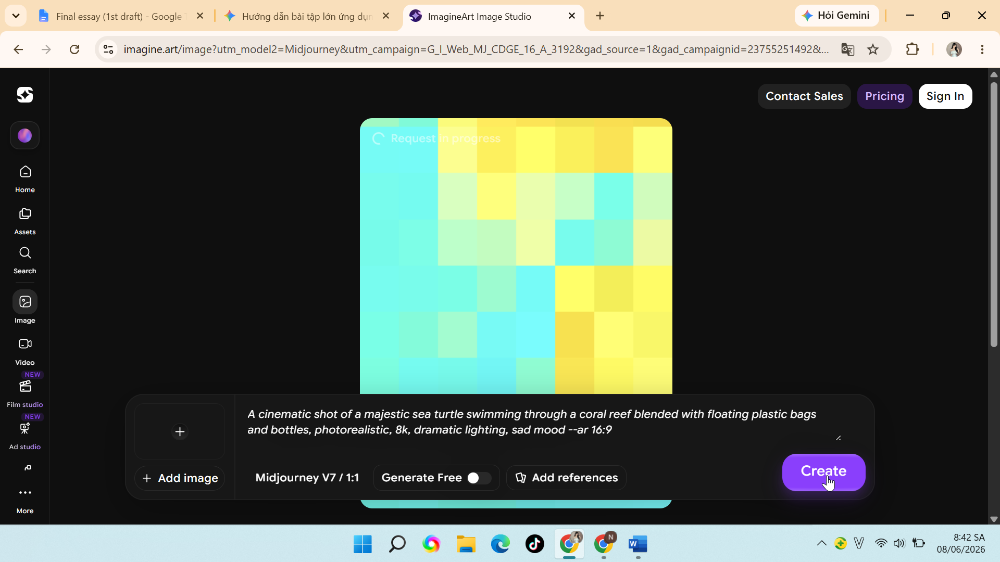 Final essay (1st draft) - Google T
Hướng dẫn bài tập lớn ứng dụn
ImagineArt Image Studio
Hỏi Gemini
imagine.art/image?utm_model2=Midjourney&utm_campaign=G_I_Web_MJ_CDGE_16_A_3192&gad_source=1&gad_campaignid=23755251492&...
Contact Sales
Pricing
Sign In
Request in progress
Home
Assets
Search
Image
Video
NEW
Film studio
NEW
Ad studio
More
A cinematic shot of a majestic sea turtle swimming through a coral reef blended with floating plastic bags
and bottles, photorealistic, 8k, dramatic lighting, sad mood --ar 16:9
+ Add image
Midjourney V7 / 1:1
Generate Free
Add references
Create
N
W
V
8:42 SA
08/06/2026